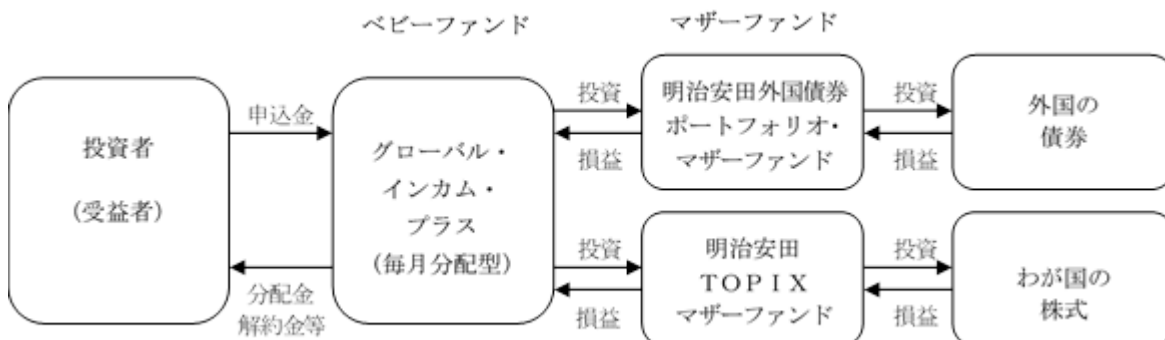 ベビーファンド
マザーファンド
投資者
(受益者)
申込金
分配金
解約金等
グローバル・
インカム・
プラス
(毎月分配型)
投資
損益
明治安田外国債券
ポートフォリオ・
マザーファンド
投資
損益
外国の
債券
投資
損益
明治安田
ＴＯＰＩＸ
マザーファンド
投資
損益
わが国の
株式